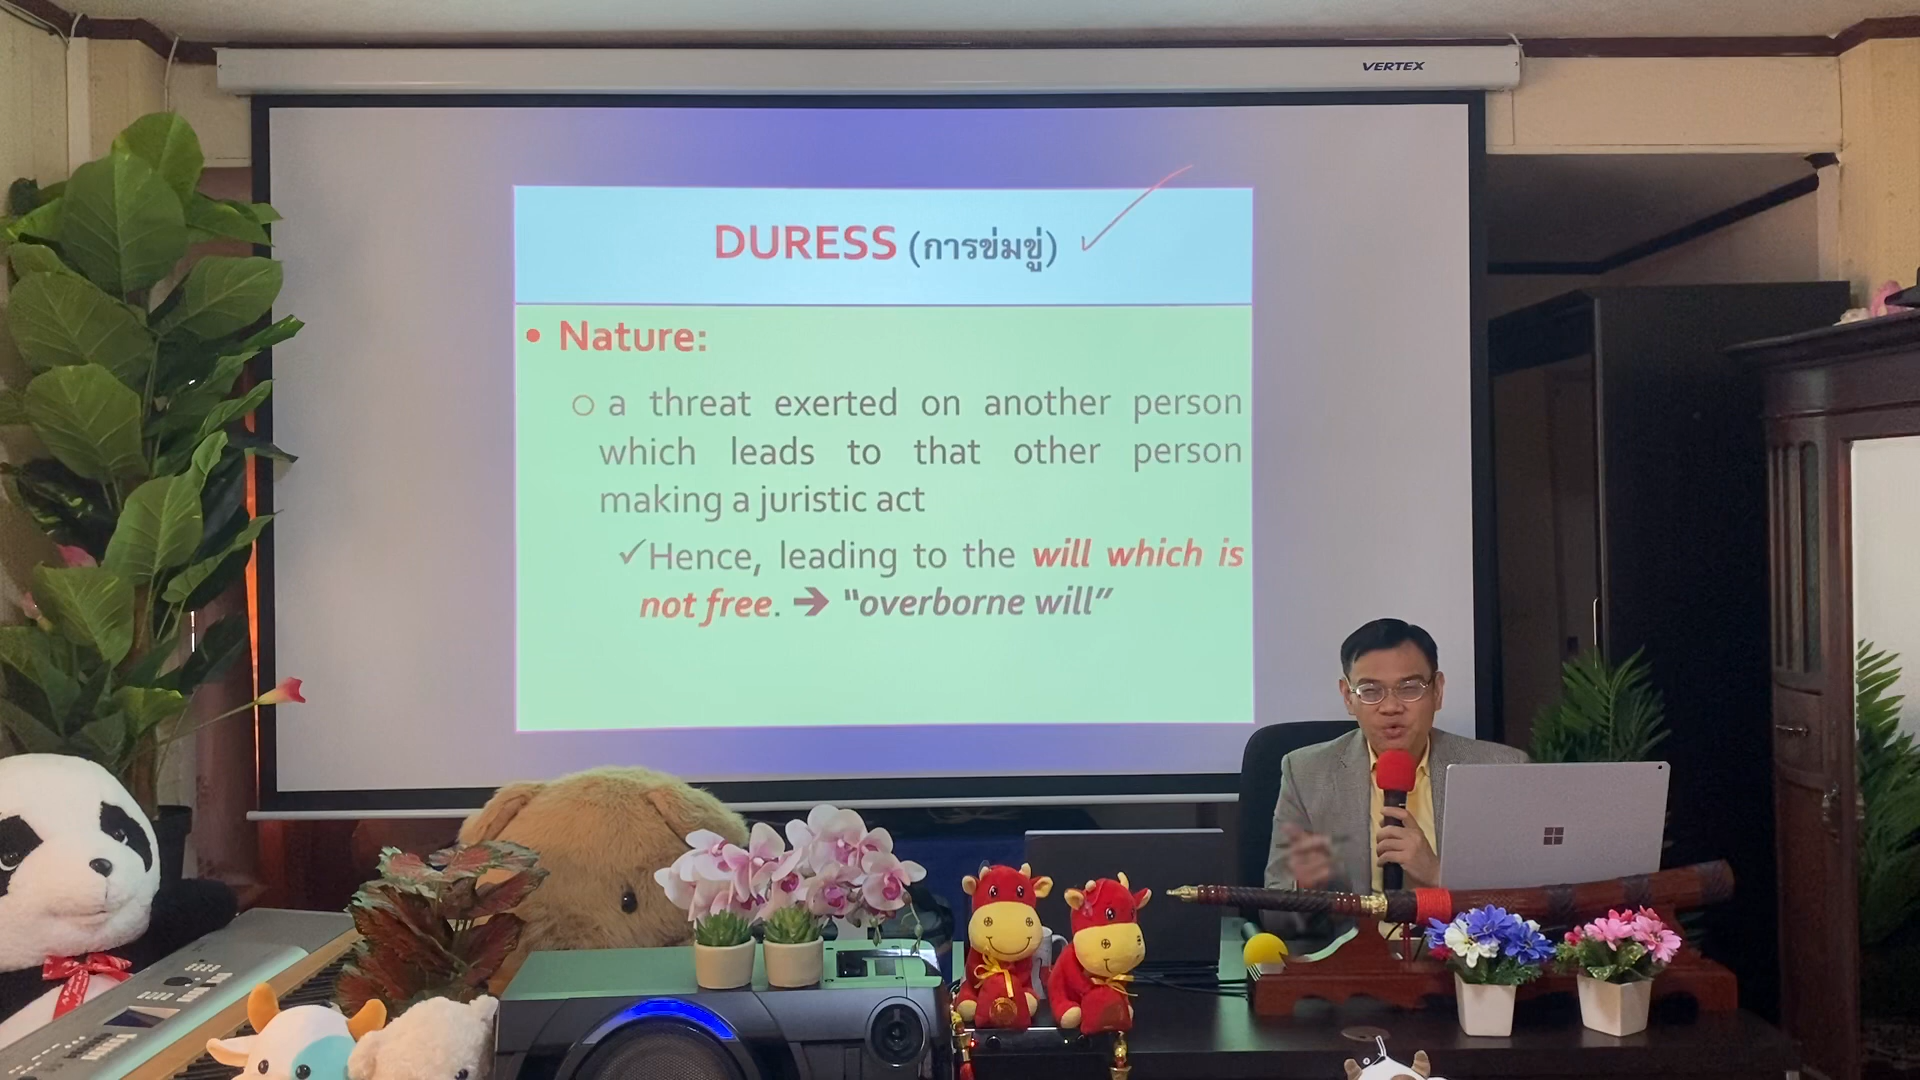 VERTEX
DURESS (การข่มขู่)
• Nature:
○ a threat exerted on another person
which leads to that other person
making a juristic act
✓Hence, leading to the will which is
not free. ➔ “overborne will”